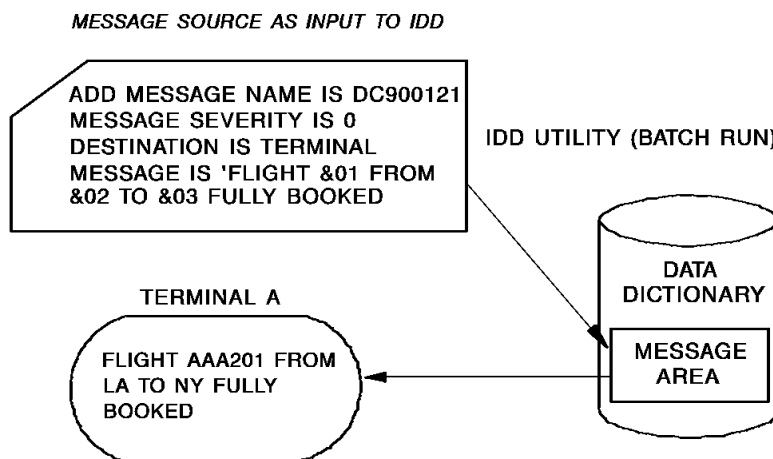 MESSAGE SOURCE AS INPUT TO IDD
ADD MESSAGE NAME IS DC900121
MESSAGE SEVERITY IS 0
DESTINATION IS TERMINAL
MESSAGE IS 'FLIGHT &01 FROM
&02 TO &03 FULLY BOOKED
IDD UTILITY (BATCH RUN)
DATA
DICTIONARY
MESSAGE
AREA
TERMINAL A
FLIGHT AAA201 FROM
LA TO NY FULLY
BOOKED